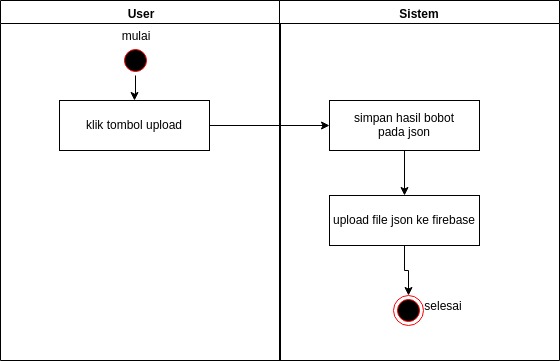 User
Sistem
mulai
klik tombol upload
simpan hasil bobot
pada json
upload file json ke firebase
selesai